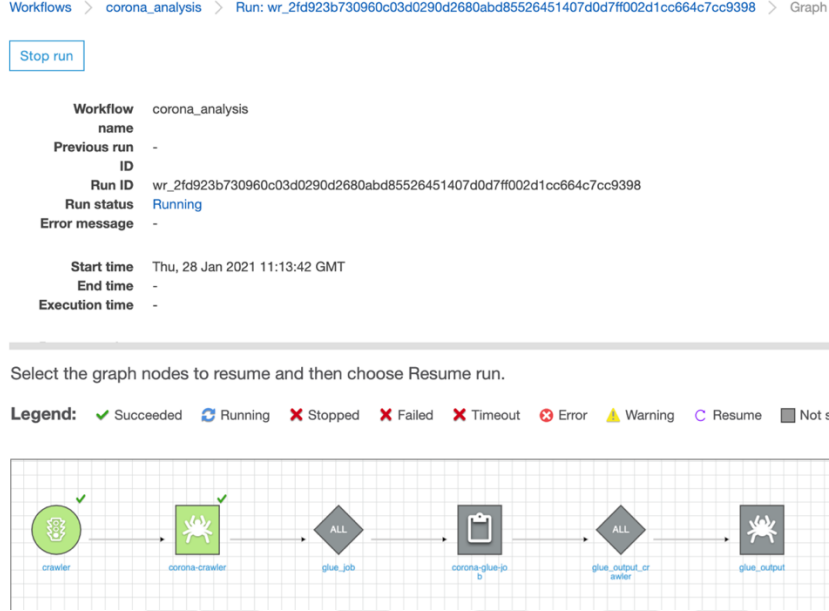 Workflows > corona_analysis > Run: wr_2fd923b730960c03d0290d2680abd85526451407d0d7ff002d1cc664c7cc9398 > Graph
Stop run
Workflow name corona_analysis
Previous run ID -
Run ID wr_2fd923b730960c03d0290d2680abd85526451407d0d7ff002d1cc664c7cc9398
Run status Running
Error message -
Start time Thu, 28 Jan 2021 11:13:42 GMT
End time -
Execution time -
Select the graph nodes to resume and then choose Resume run.
Legend: Succeeded Running Stopped Failed Timeout Error Warning Resume Not s
ALL ALL
crawler corona-crawler glue_job corona-glue-job glue_output_crawler glue_output